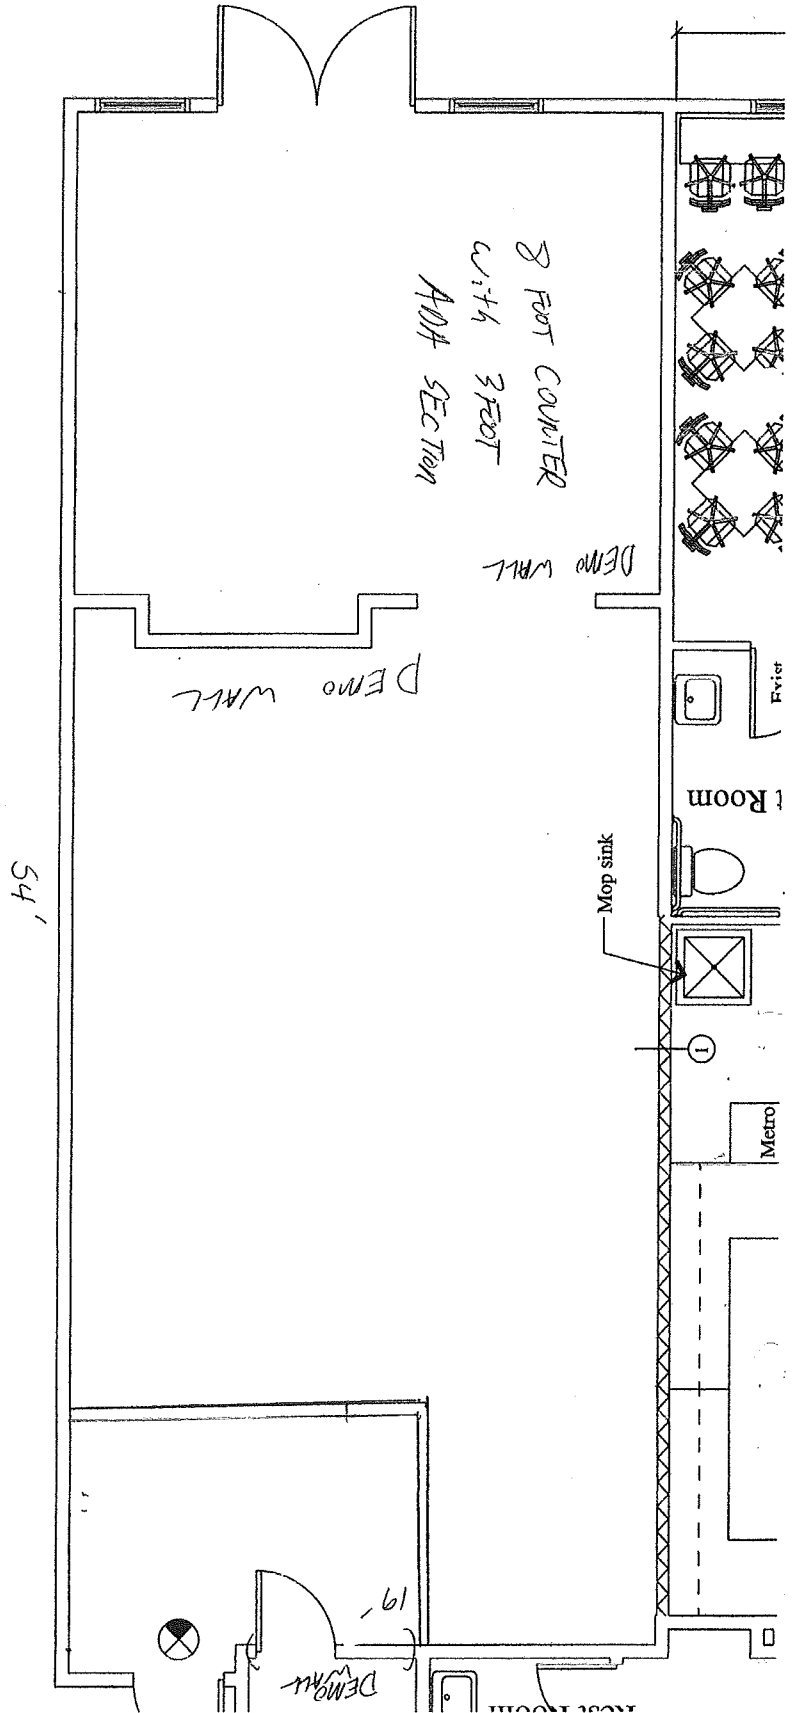 8 FOOT COUNTER
with 3 FOOT
ADA SECTION
DEMO WALL
DEMO WALL
54'
Mop sink
1
t Room
Metro
19'
DEMO
WALL
Rest Room